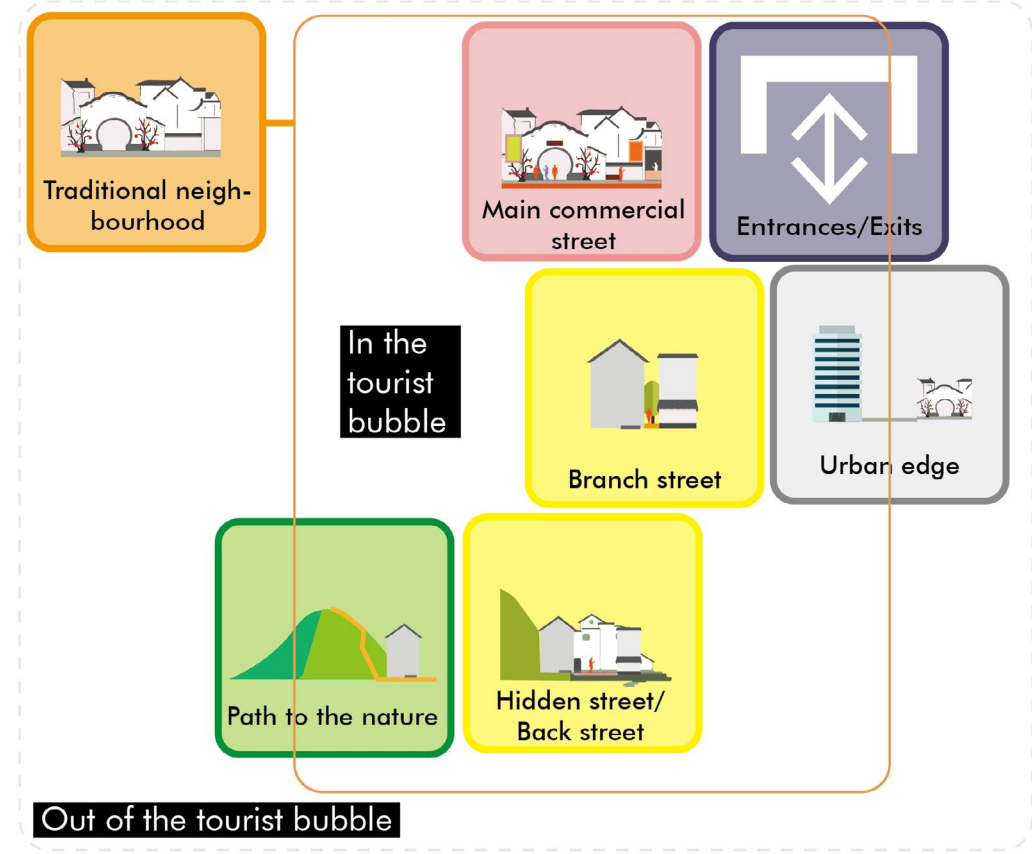 Traditional neigh-
bourhood
Main commercial
street
Entrances/Exits
In the
tourist
bubble
Branch street
Urban edge
Path to the nature
Hidden street/
Back street
Out of the tourist bubble